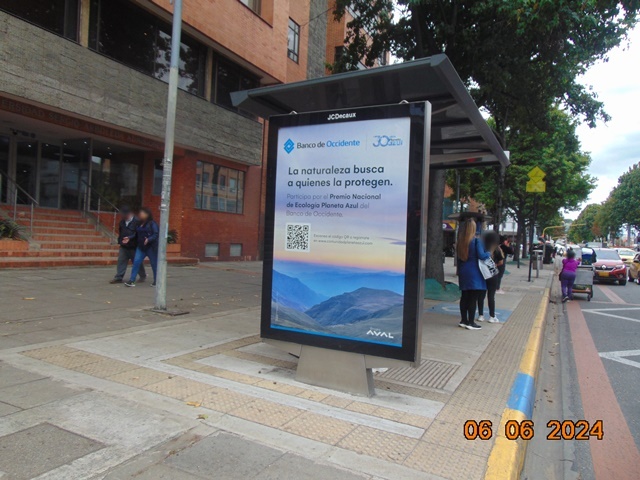 JCDecaux
Banco de Occidente
30
La naturaleza busca
a quienes la protegen.
Participa por el Premio Nacional
de Ecología Planeta Azul del
Banco de Occidente.
AVAL
06 06 2024